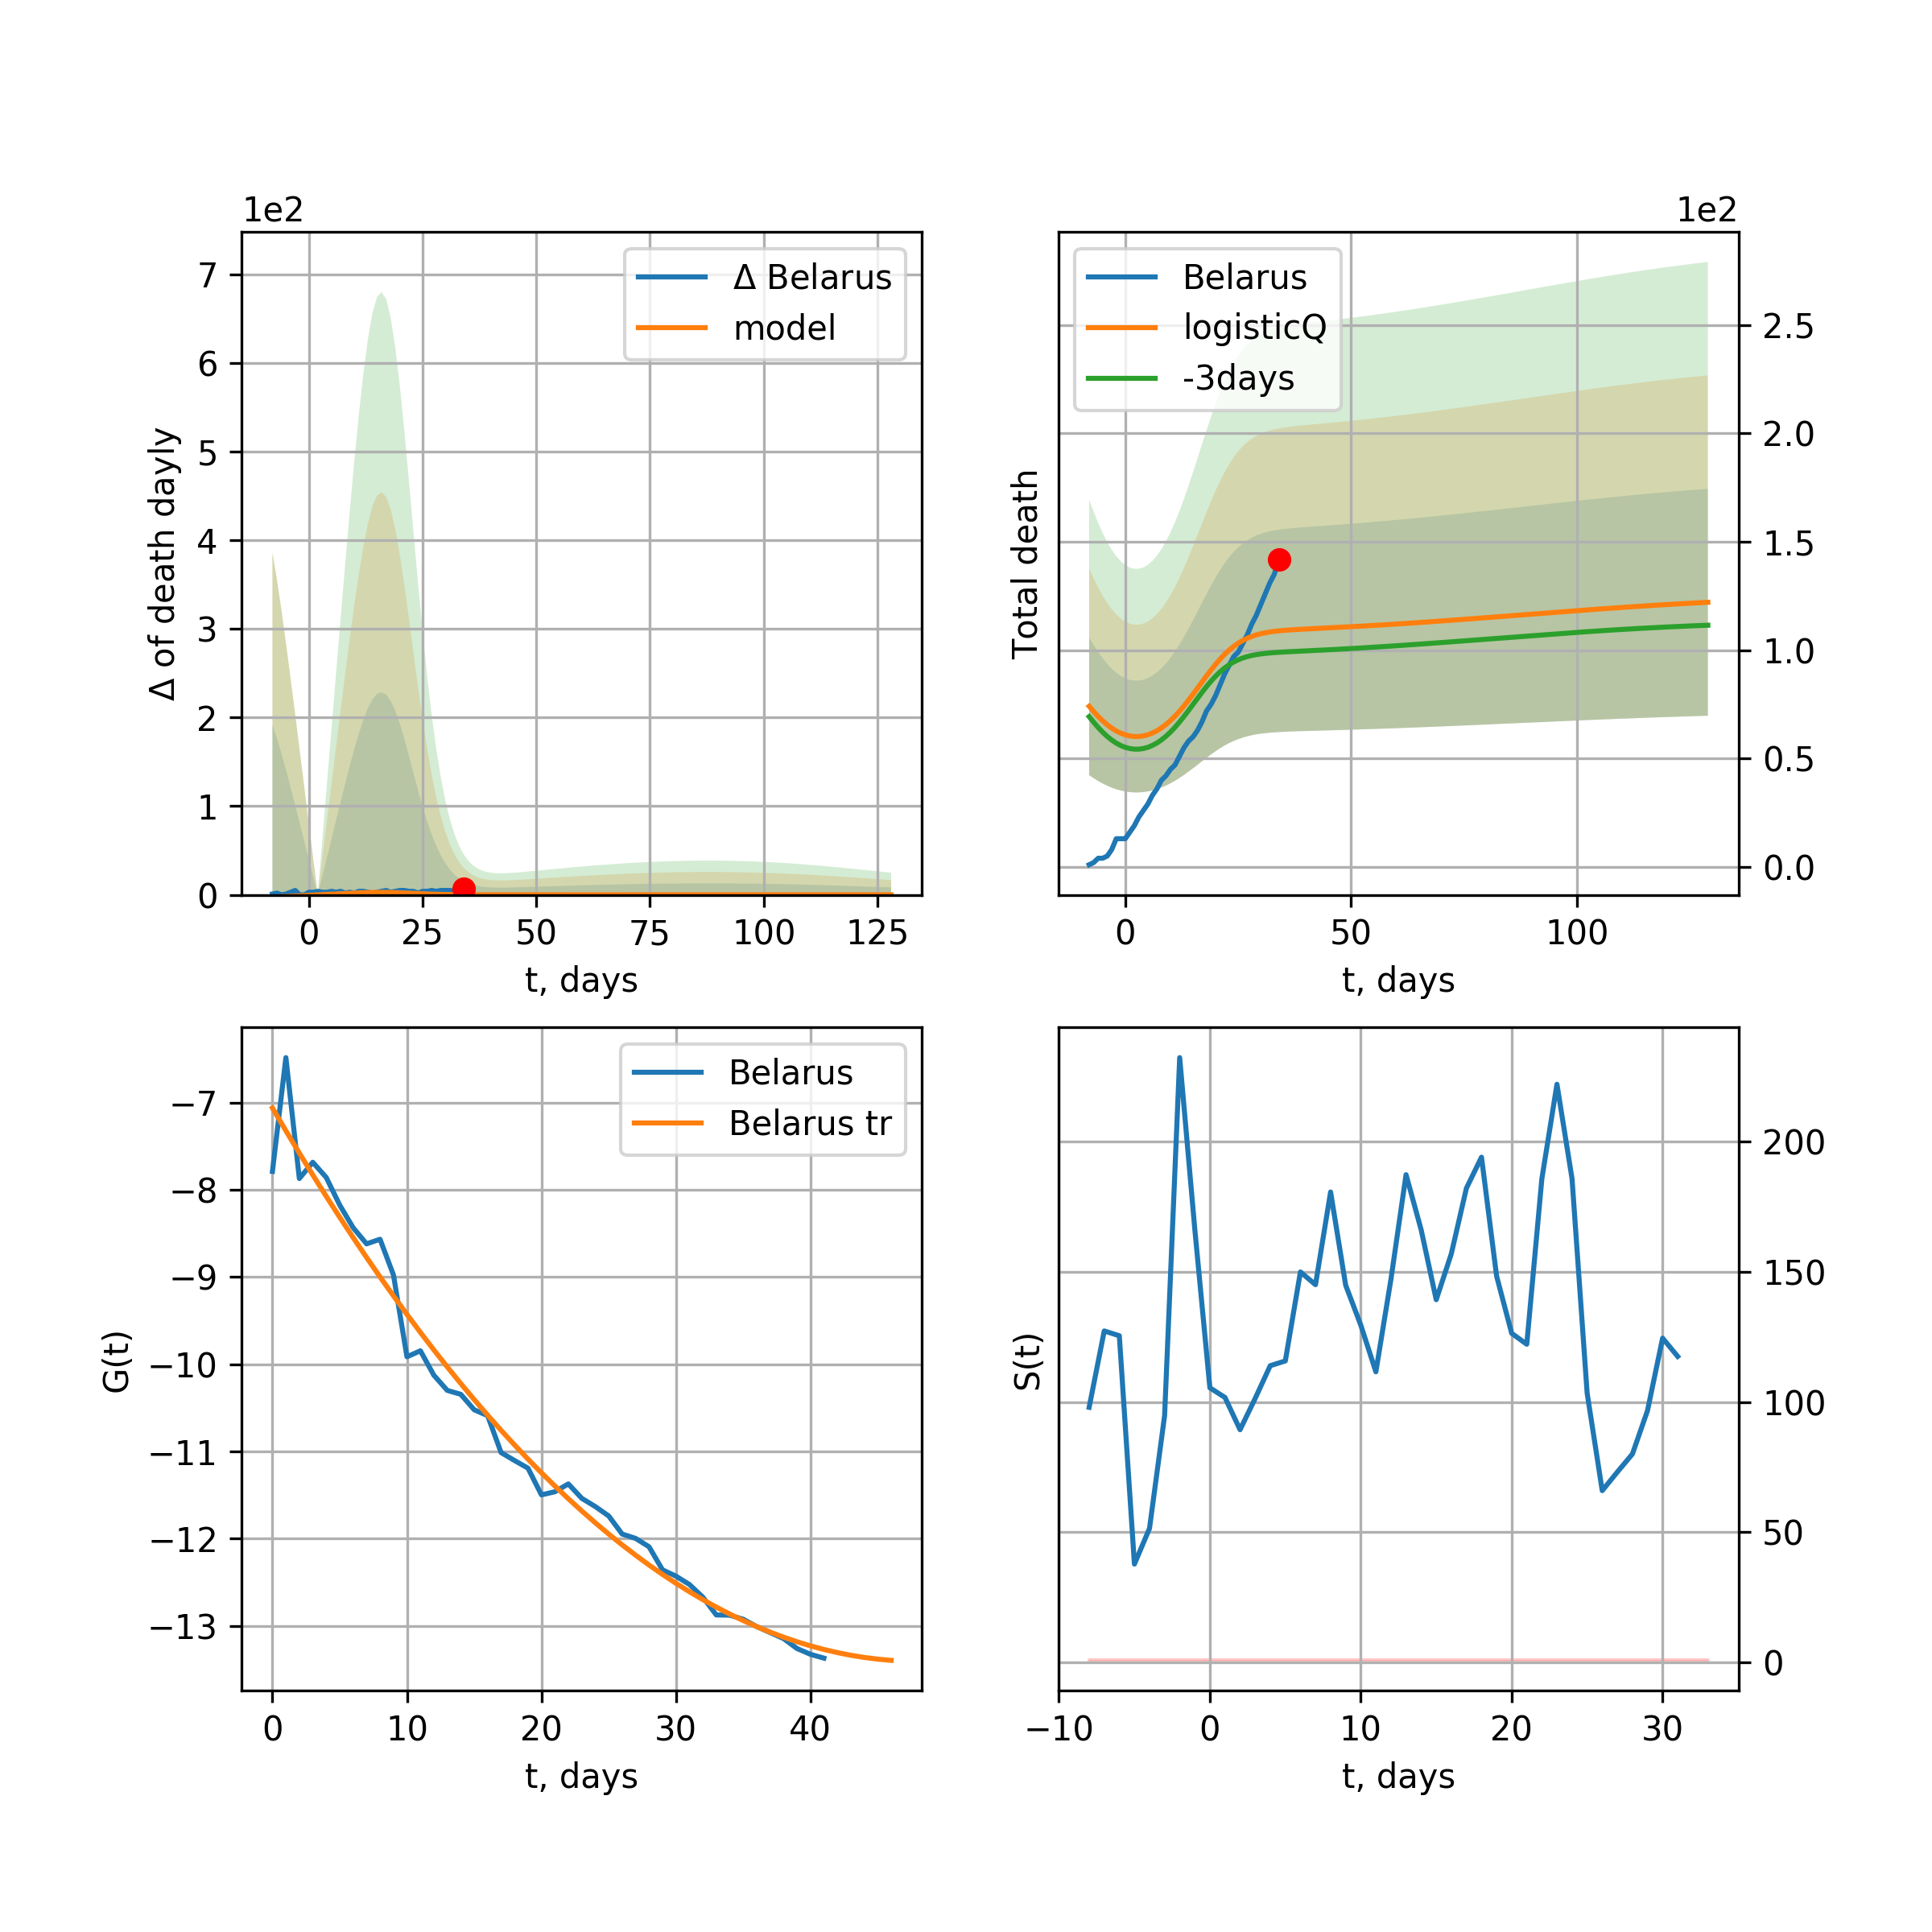 1e2
Δ of death dayly
7
6
5
4
3
2
1
0
Δ Belarus
model
0 25 50 75 100 125
t, days
1e2
Total death
Belarus
logisticQ
-3days
2.5
2.0
1.5
1.0
0.5
0.0
0 50 100
t, days
G(t)
−7
−8
−9
−10
−11
−12
−13
Belarus
Belarus tr
0 10 20 30 40
t, days
S(t)
200
150
100
50
0
−10 0 10 20 30
t, days